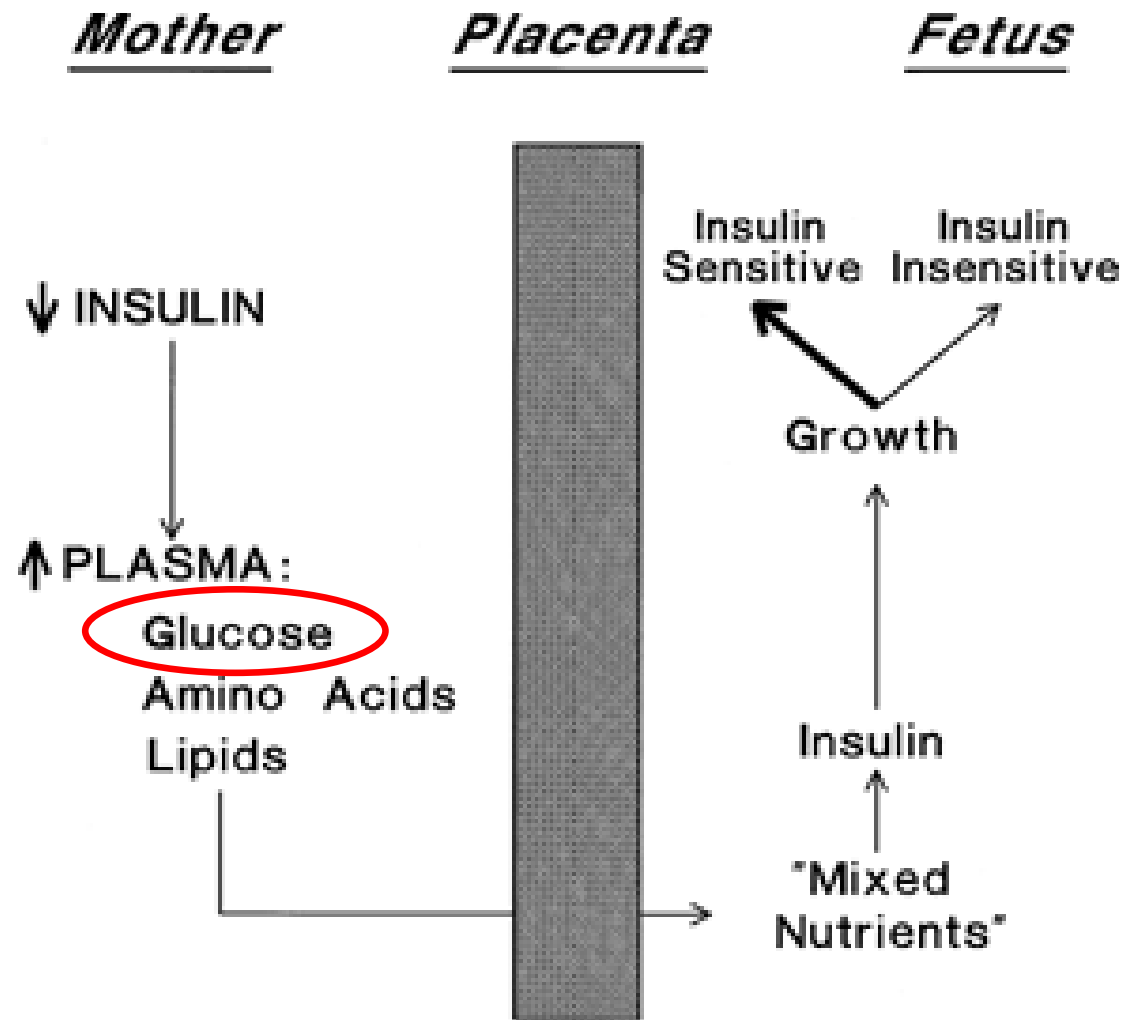 Mother Placenta Fetus
Insulin Insulin
Sensitive Insensitive
↓ INSULIN
Growth
↑ PLASMA:
Glucose
Amino Acids
Lipids
Insulin
"Mixed
Nutrients"